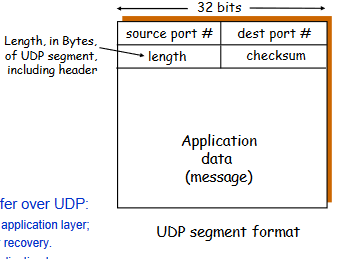 32 bits
source port # dest port #
Length, in Bytes,
of UDP segment,
including header
length checksum
Application
data
(message)
fer over UDP:
application layer;
recovery.
UDP segment format